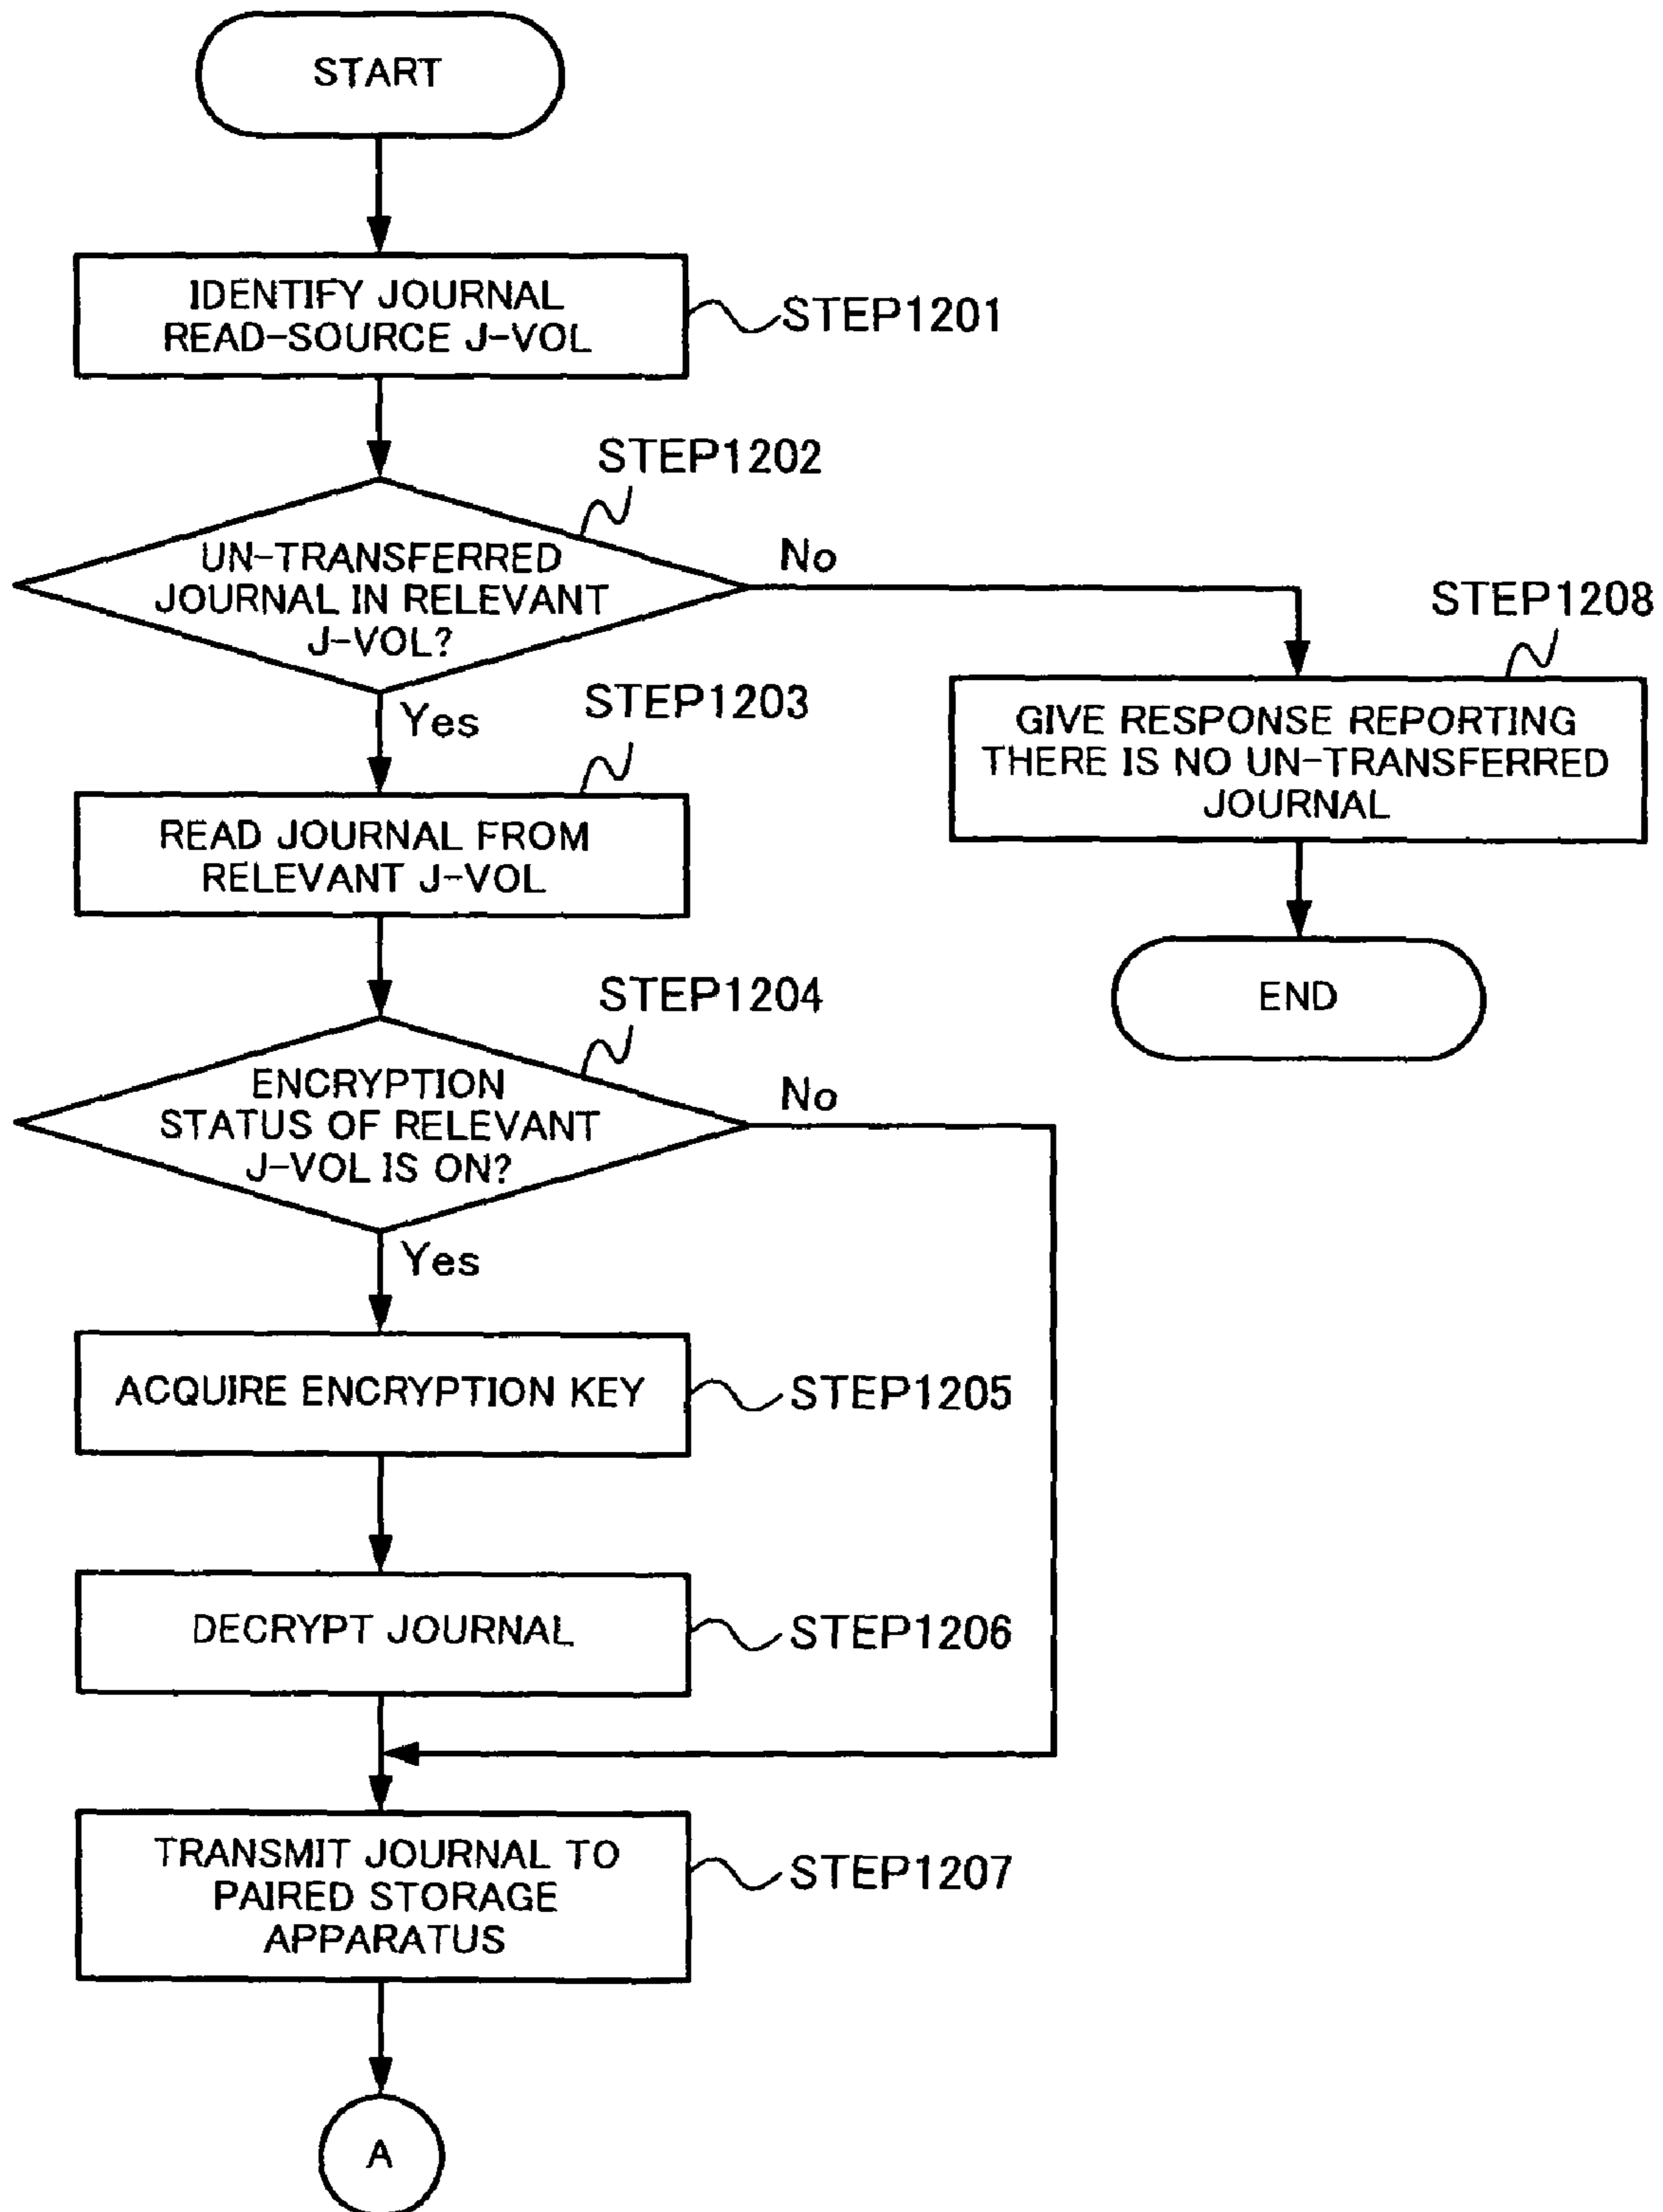 START
IDENTIFY JOURNAL
READ-SOURCE J-VOL
STEP1201
STEP1202
UN-TRANSFERRED
JOURNAL IN RELEVANT
J-VOL?
No
Yes
STEP1208
GIVE RESPONSE REPORTING
THERE IS NO UN-TRANSFERRED
JOURNAL
END
STEP1203
READ JOURNAL FROM
RELEVANT J-VOL
STEP1204
ENCRYPTION
STATUS OF RELEVANT
J-VOL IS ON?
No
Yes
ACQUIRE ENCRYPTION KEY
STEP1205
DECRYPT JOURNAL
STEP1206
TRANSMIT JOURNAL TO
PAIRED STORAGE
APPARATUS
STEP1207
A